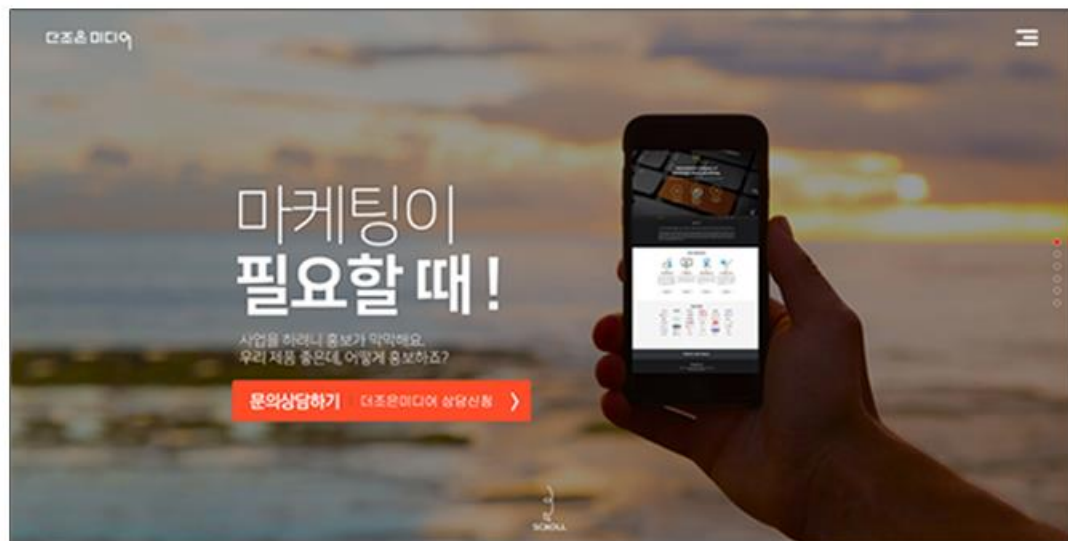 더조은미디어
마케팅이
필요할 때!
사업을 하려니 홍보가 막막해요.
우리 제품 좋은데, 어떻게 홍보하죠?
문의상담하기 더조은미디어 상담신청 〉
SCROLL